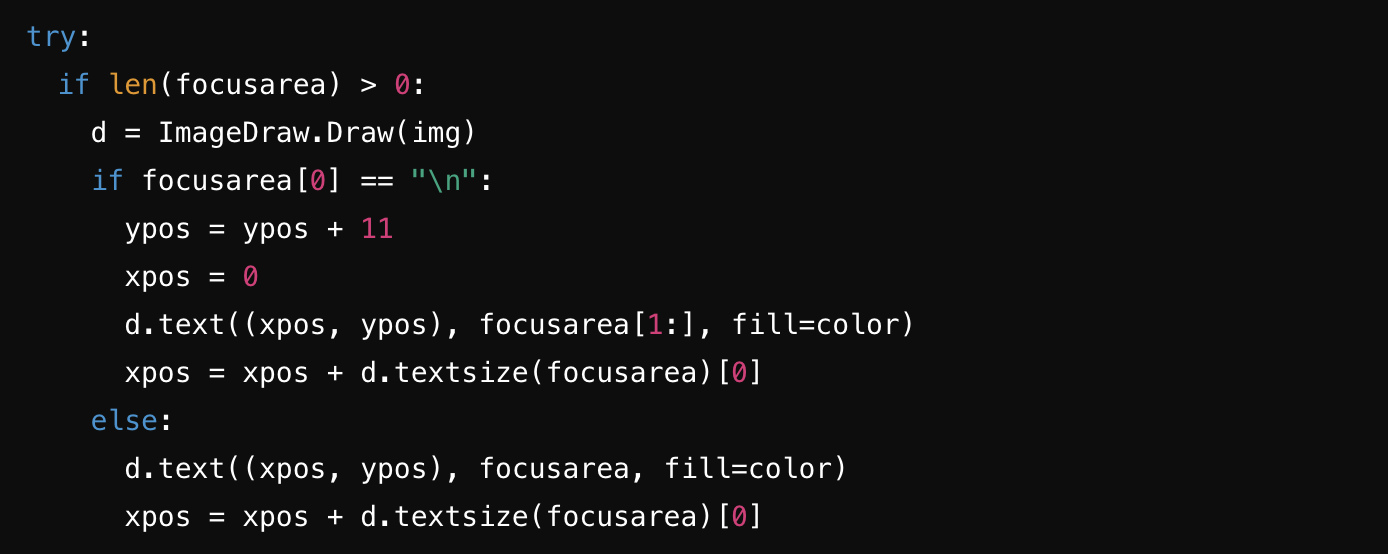 try:
  if len(focusarea) > 0:
    d = ImageDraw.Draw(img)
    if focusarea[0] == "\n":
      ypos = ypos + 11
      xpos = 0
      d.text((xpos, ypos), focusarea[1:], fill=color)
      xpos = xpos + d.textsize(focusarea)[0]
    else:
      d.text((xpos, ypos), focusarea, fill=color)
      xpos = xpos + d.textsize(focusarea)[0]